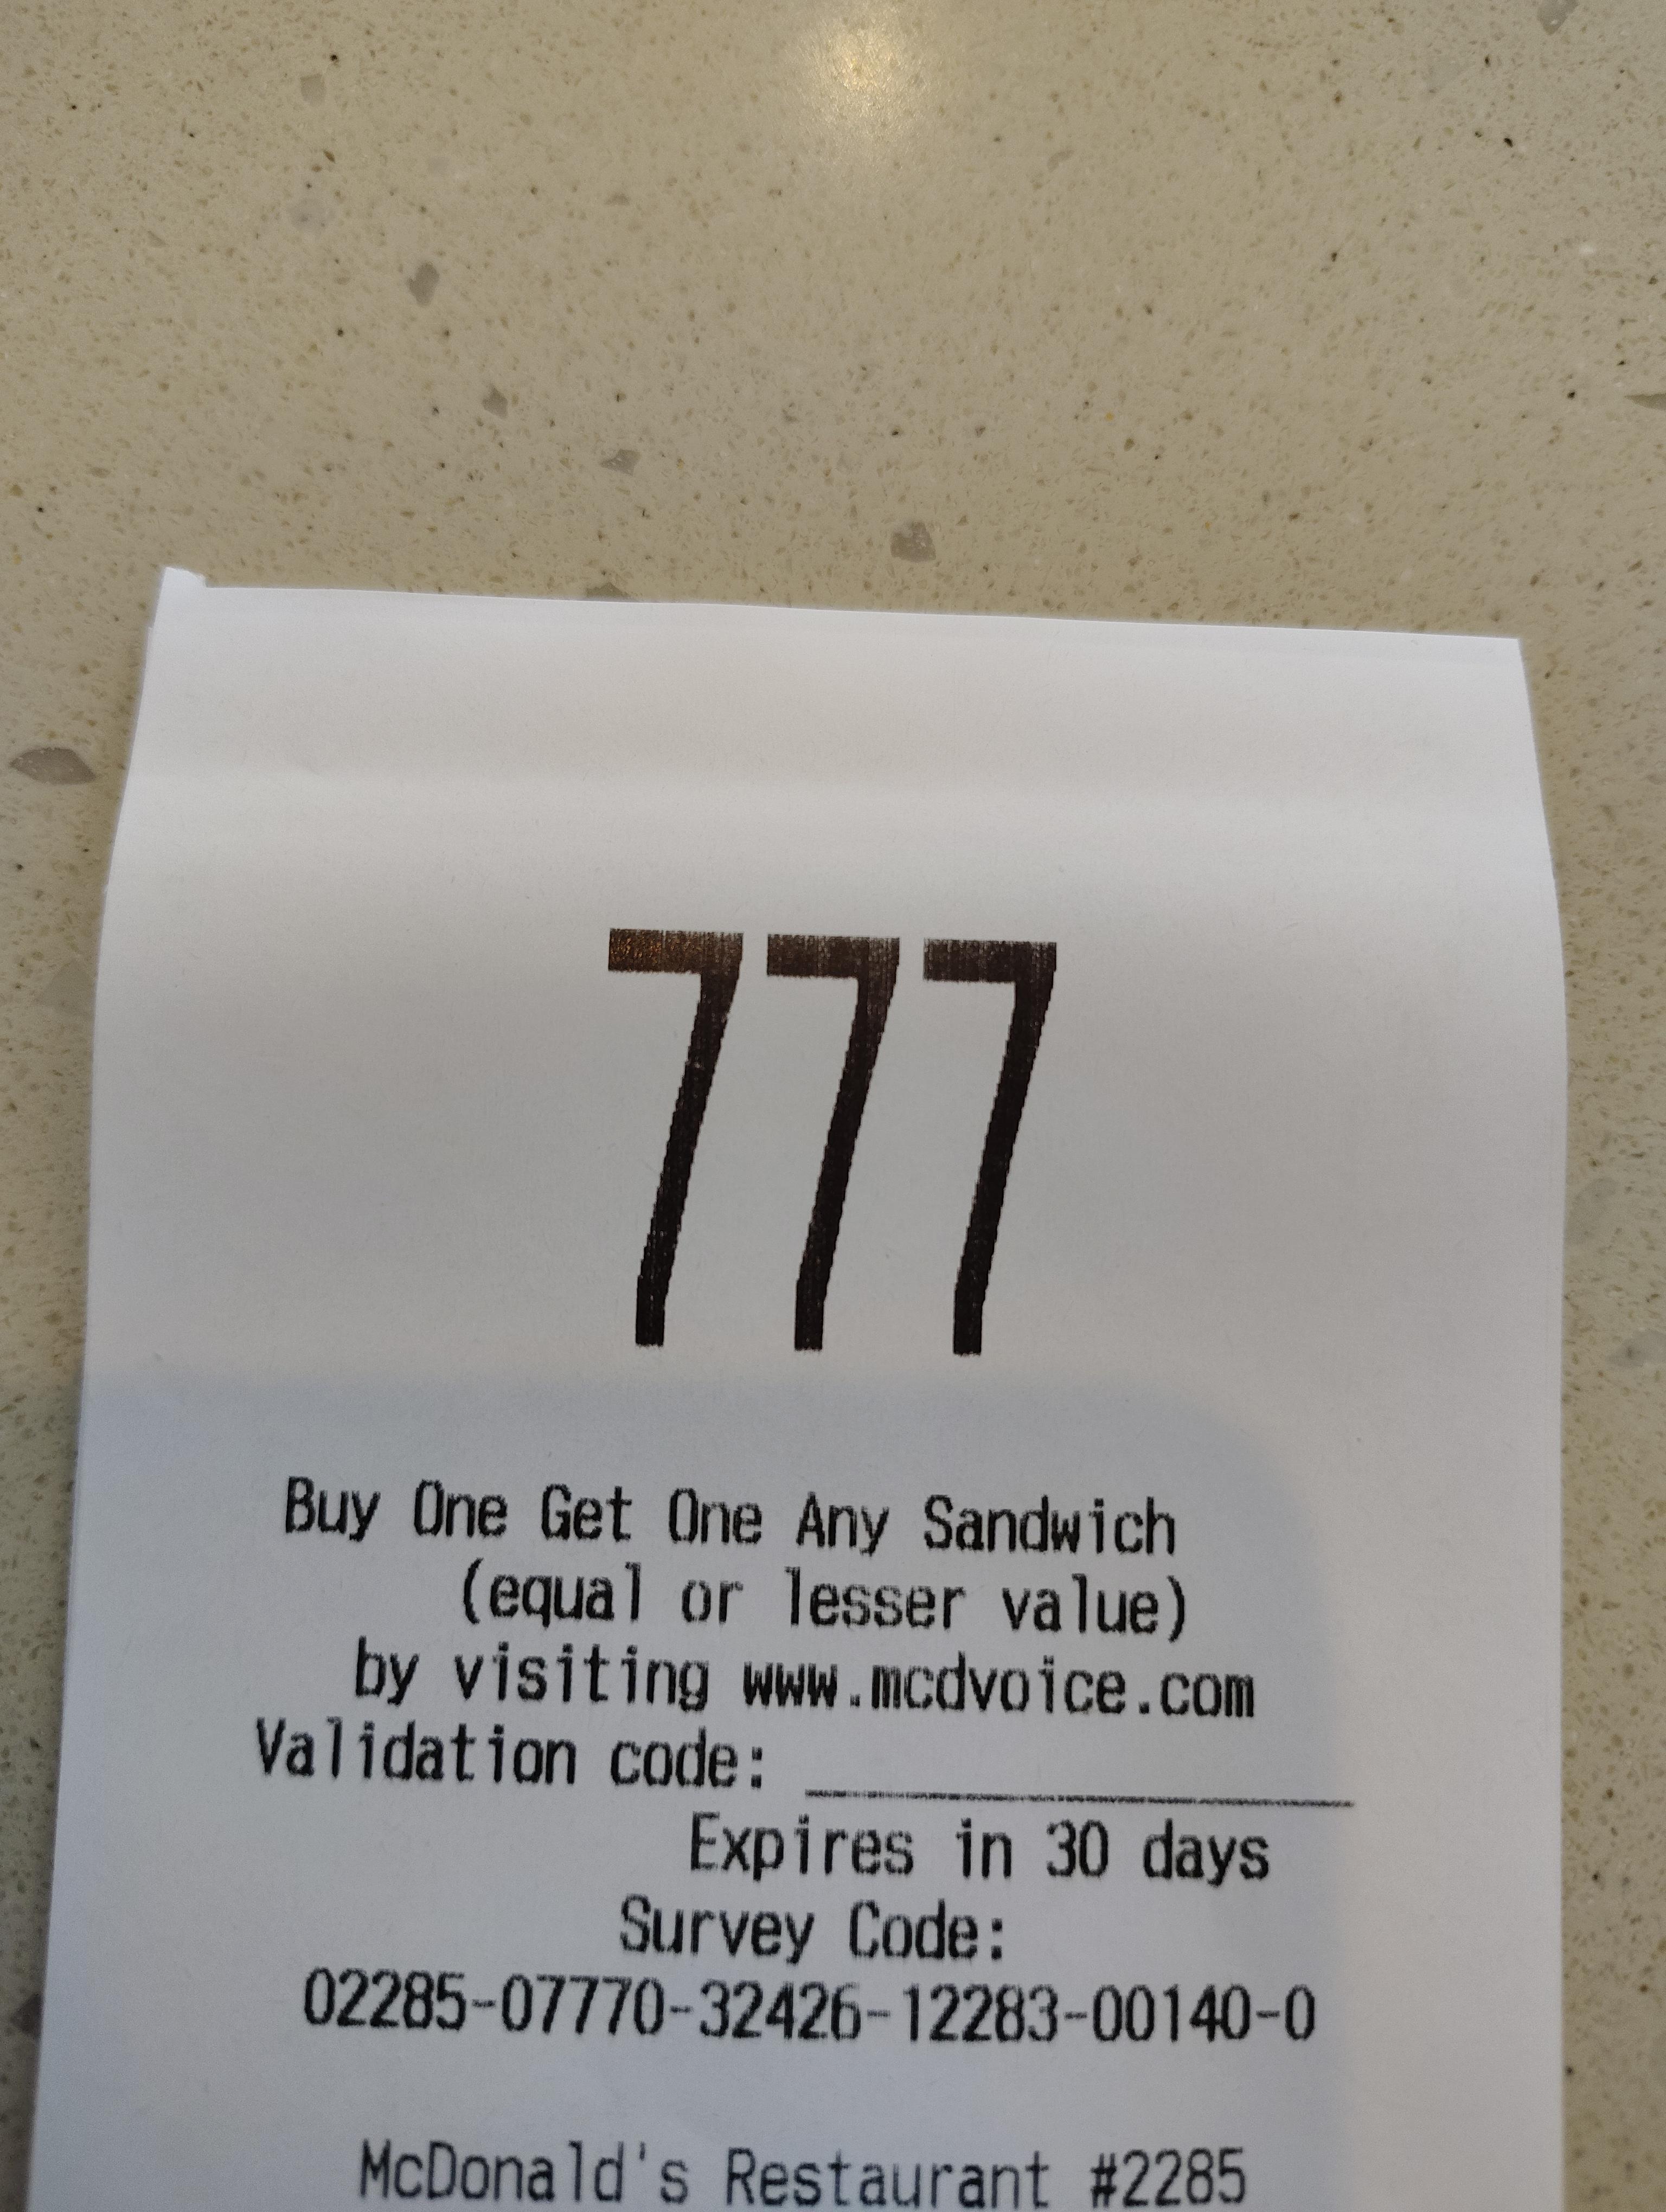 777
Buy One Get One Any Sandwich
(equal or lesser value)
by visiting www.mcdvoice.com
Validation code: ____________
Expires in 30 days
Survey Code:
02285-07770-32426-12283-00140-0
McDonald's Restaurant #2285